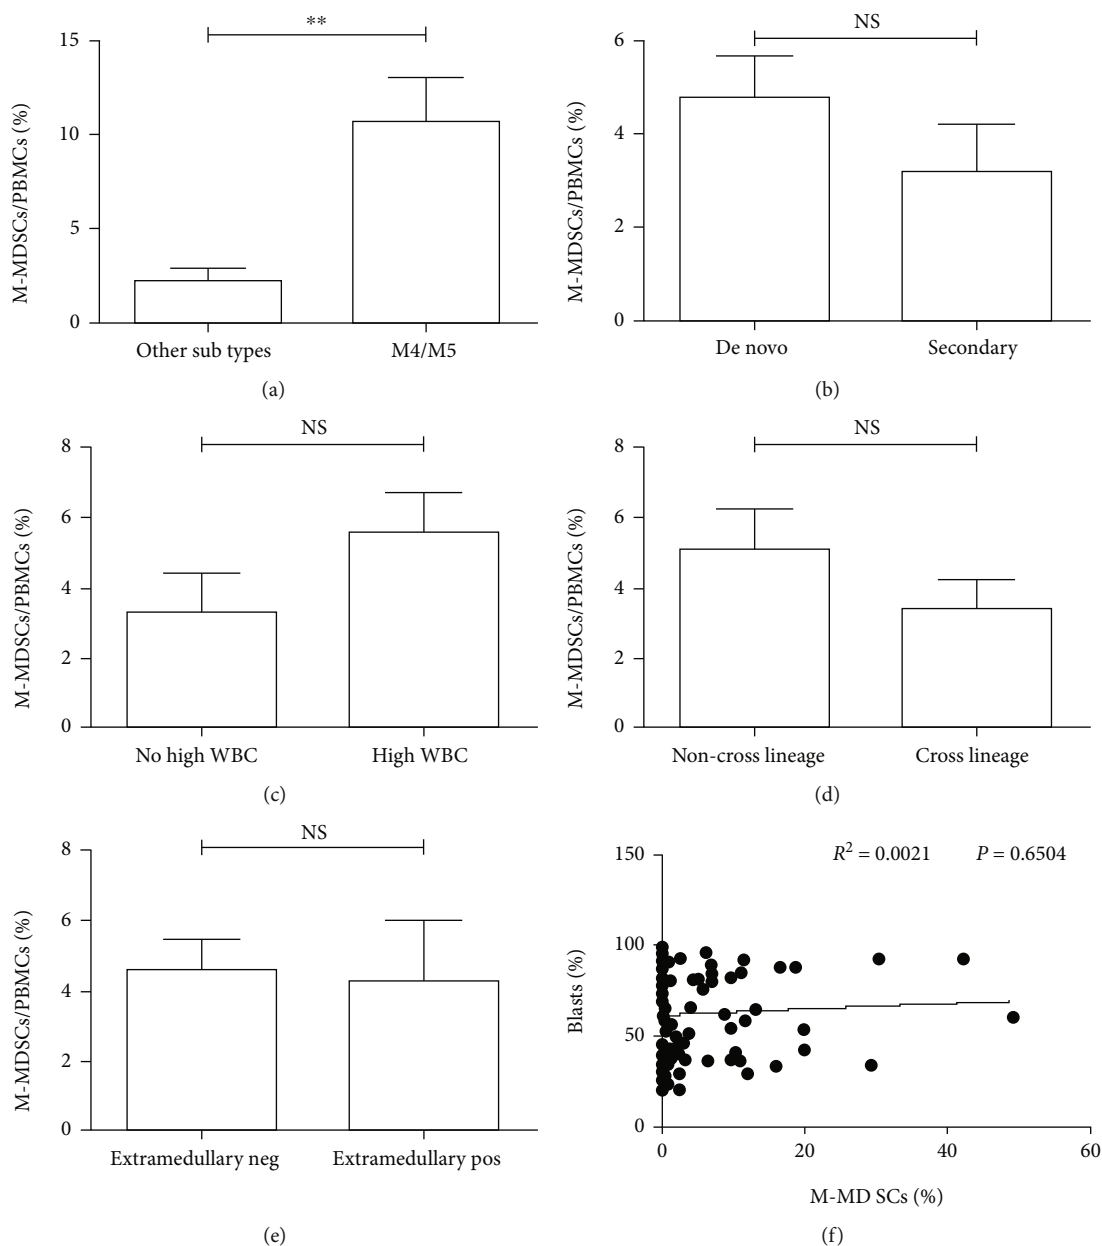 **
15
10
5
0
M-MDSCs/PBMCs (%)
Other sub types
M4/M5
(a)
NS
6
4
2
0
M-MDSCs/PBMCs (%)
De novo
Secondary
(b)
NS
8
6
4
2
0
M-MDSCs/PBMCs (%)
No high WBC
High WBC
(c)
NS
8
6
4
2
0
M-MDSCs/PBMCs (%)
Non-cross lineage
Cross lineage
(d)
NS
8
6
4
2
0
M-MDSCs/PBMCs (%)
Extramedullary neg
Extramedullary pos
(e)
R² = 0.0021 P = 0.6504
150
100
50
0
Blasts (%)
0 20 40 60
M-MD SCs (%)
(f)